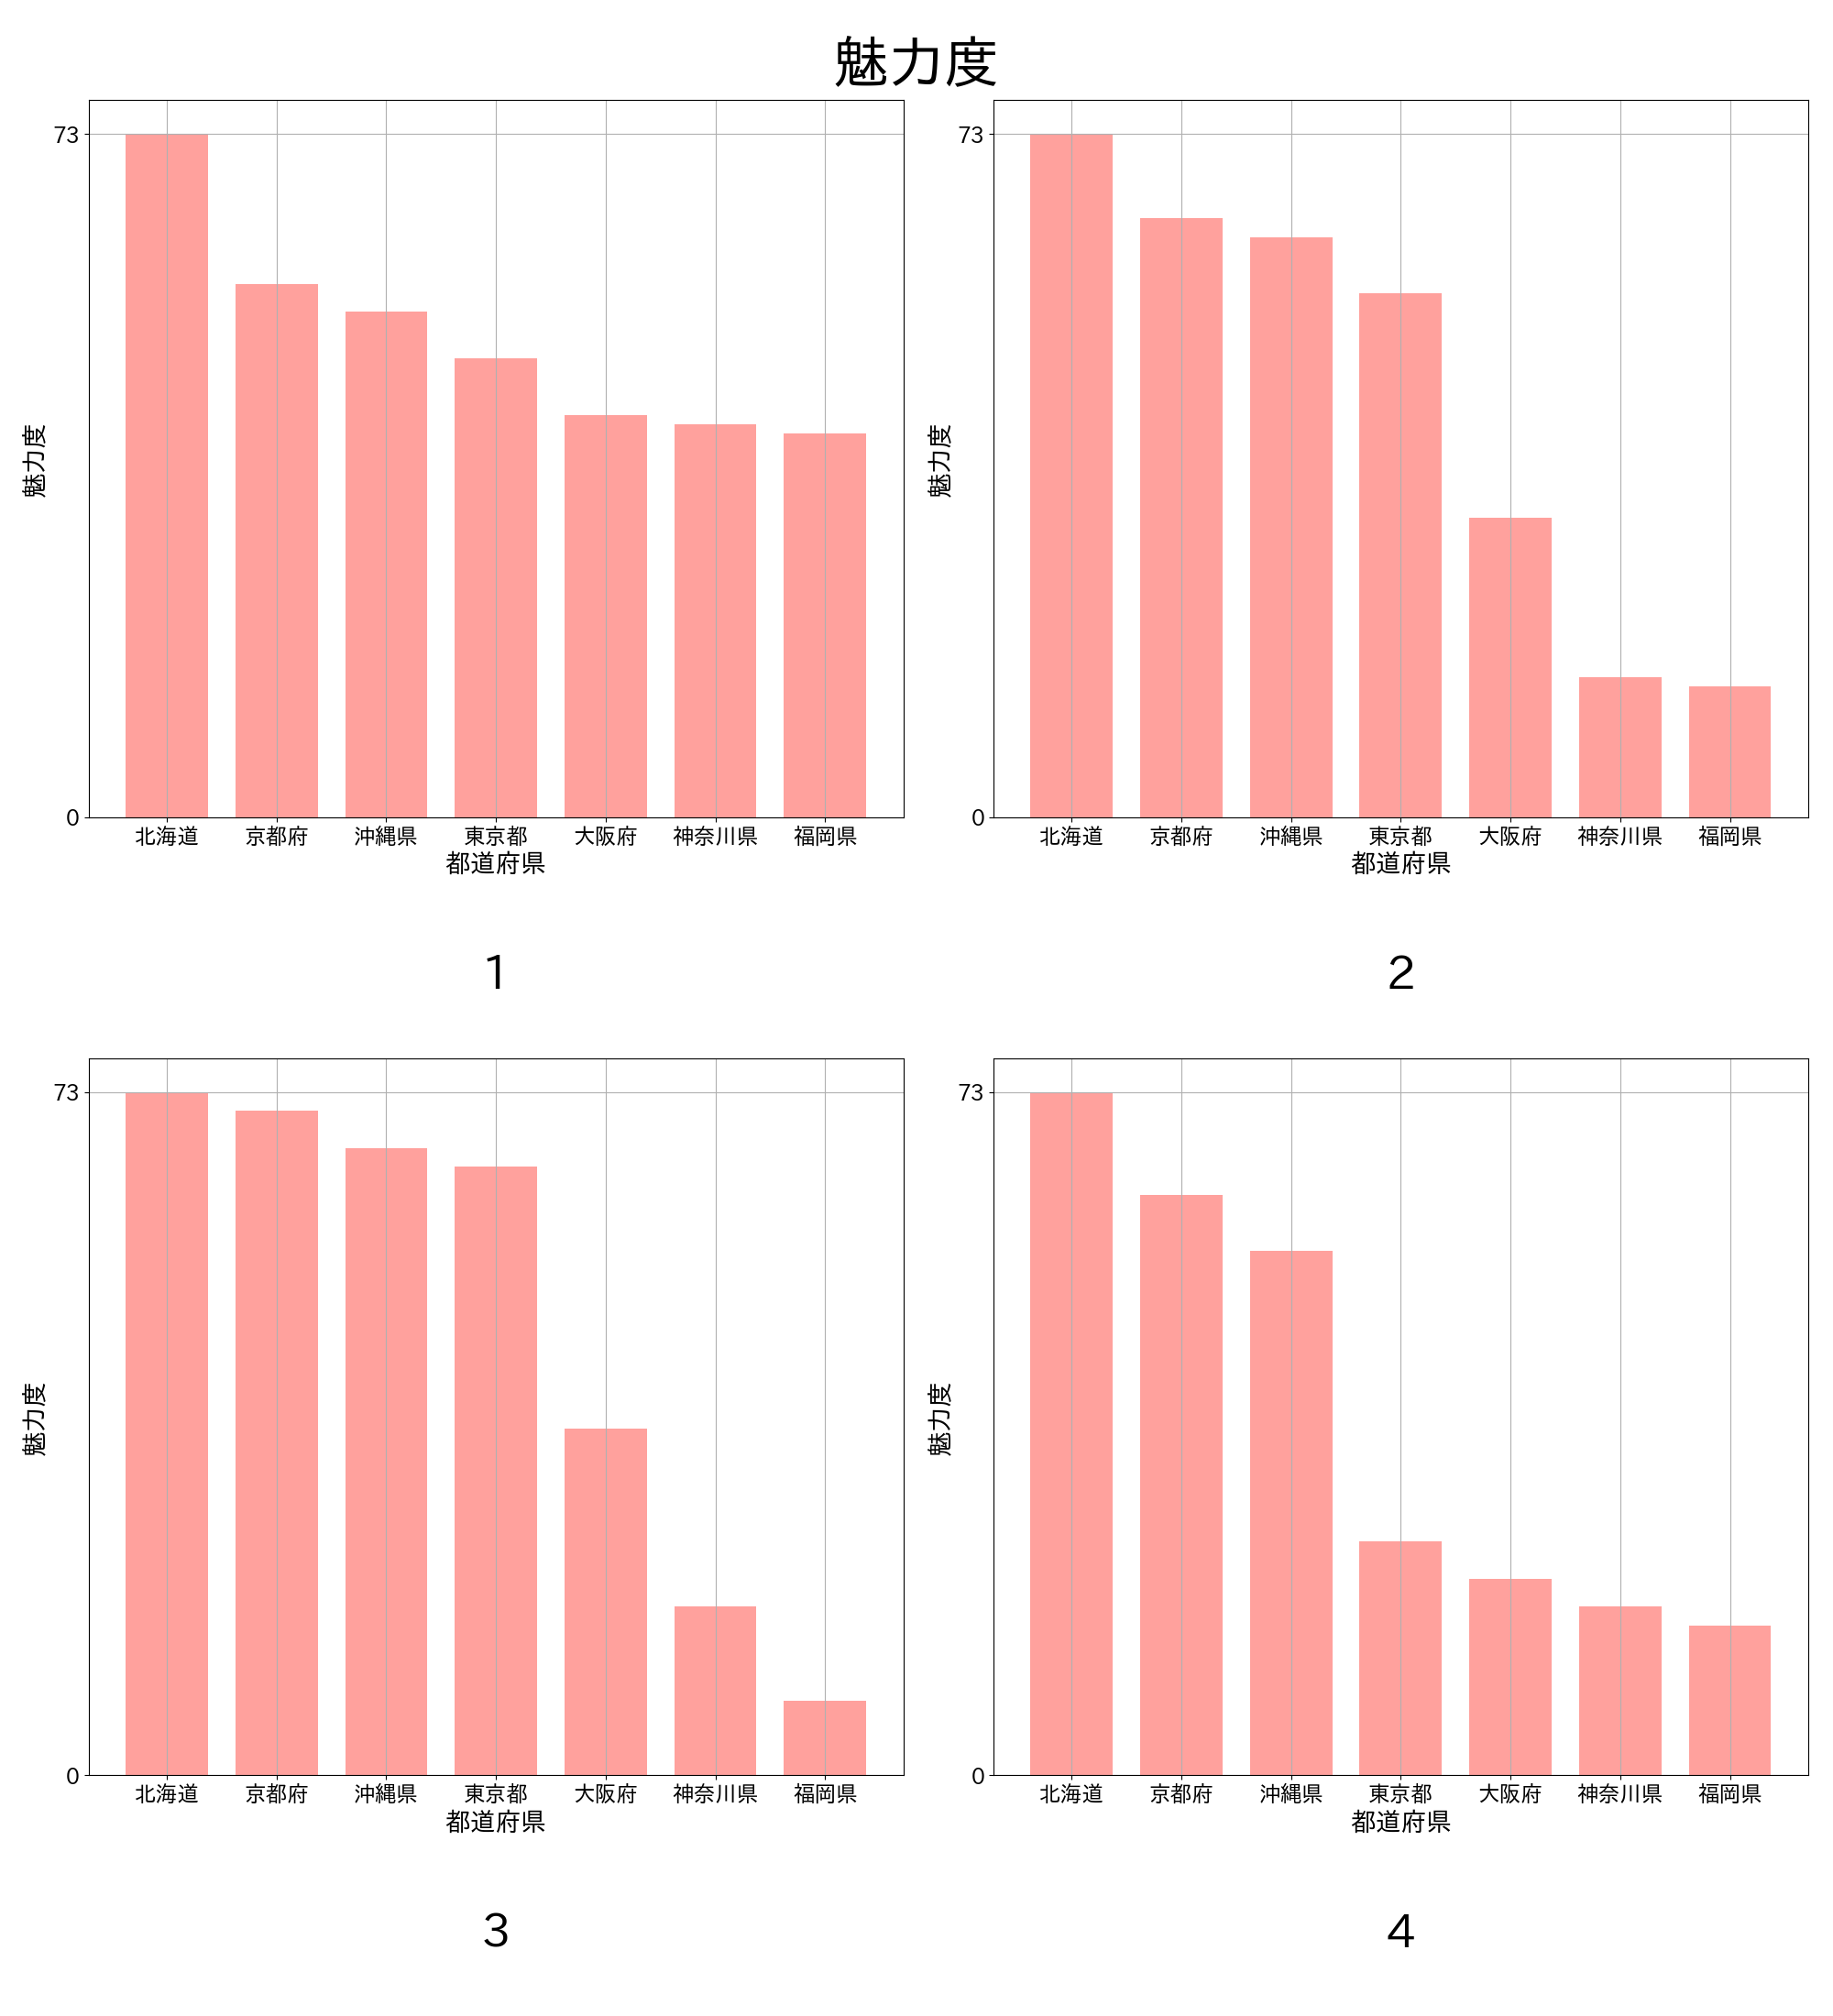 魅力度
73
0
魅力度
北海道 京都府 沖縄県 東京都 大阪府 神奈川県 福岡県
都道府県
1
73
0
魅力度
北海道 京都府 沖縄県 東京都 大阪府 神奈川県 福岡県
都道府県
2
73
0
魅力度
北海道 京都府 沖縄県 東京都 大阪府 神奈川県 福岡県
都道府県
3
73
0
魅力度
北海道 京都府 沖縄県 東京都 大阪府 神奈川県 福岡県
都道府県
4